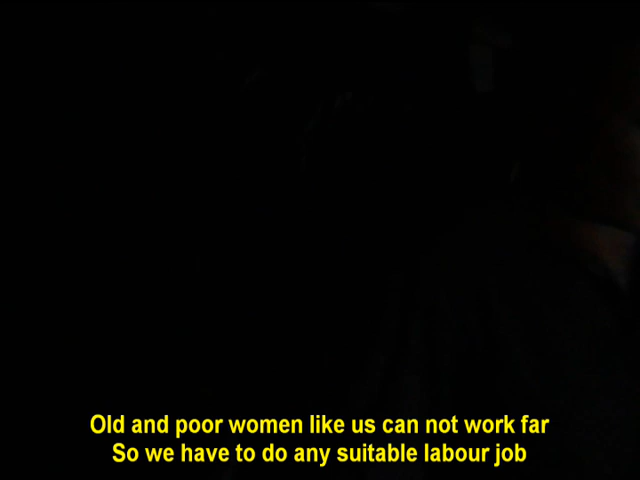 Old and poor women like us can not work far
So we have to do any suitable labour job